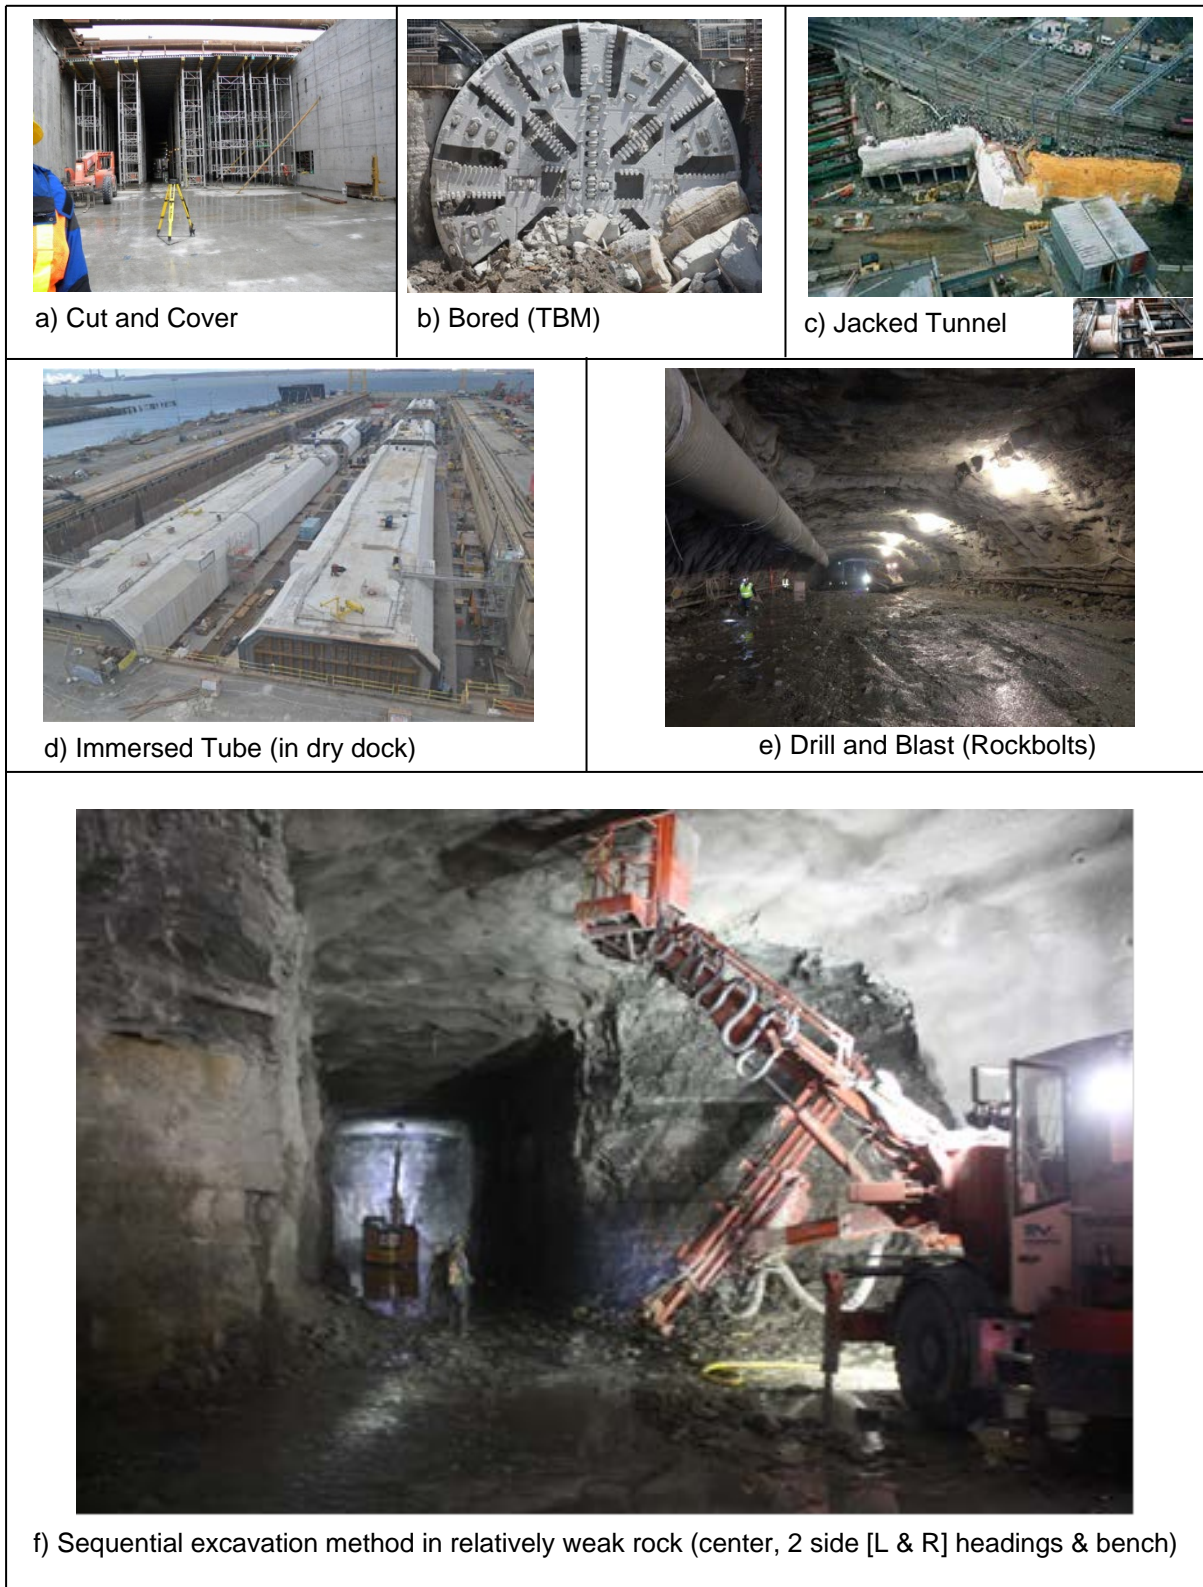 a) Cut and Cover
b) Bored (TBM)
c) Jacked Tunnel
d) Immersed Tube (in dry dock)
e) Drill and Blast (Rockbolts)
f) Sequential excavation method in relatively weak rock (center, 2 side [L & R] headings & bench)